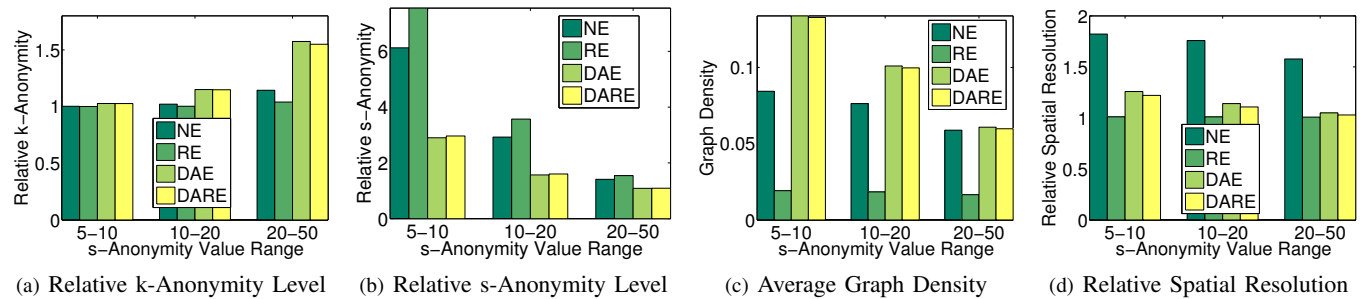 Relative k−Anonymity
1.5
1
0.5
0
NE
RE
DAE
DARE
5−10 10−20 20−50
s−Anonymity Value Range
(a) Relative k-Anonymity Level
Relative s−Anonymity
6
4
2
0
NE
RE
DAE
DARE
5−10 10−20 20−50
s−Anonymity Value Range
(b) Relative s-Anonymity Level
Graph Density
0.1
0.05
0
NE
RE
DAE
DARE
5−10 10−20 20−50
s−Anonymity Value Range
(c) Average Graph Density
Relative Spatial Resolution
2
1.5
1
0.5
0
NE
RE
DAE
DARE
5−10 10−20 20−50
s−Anonymity Value Range
(d) Relative Spatial Resolution